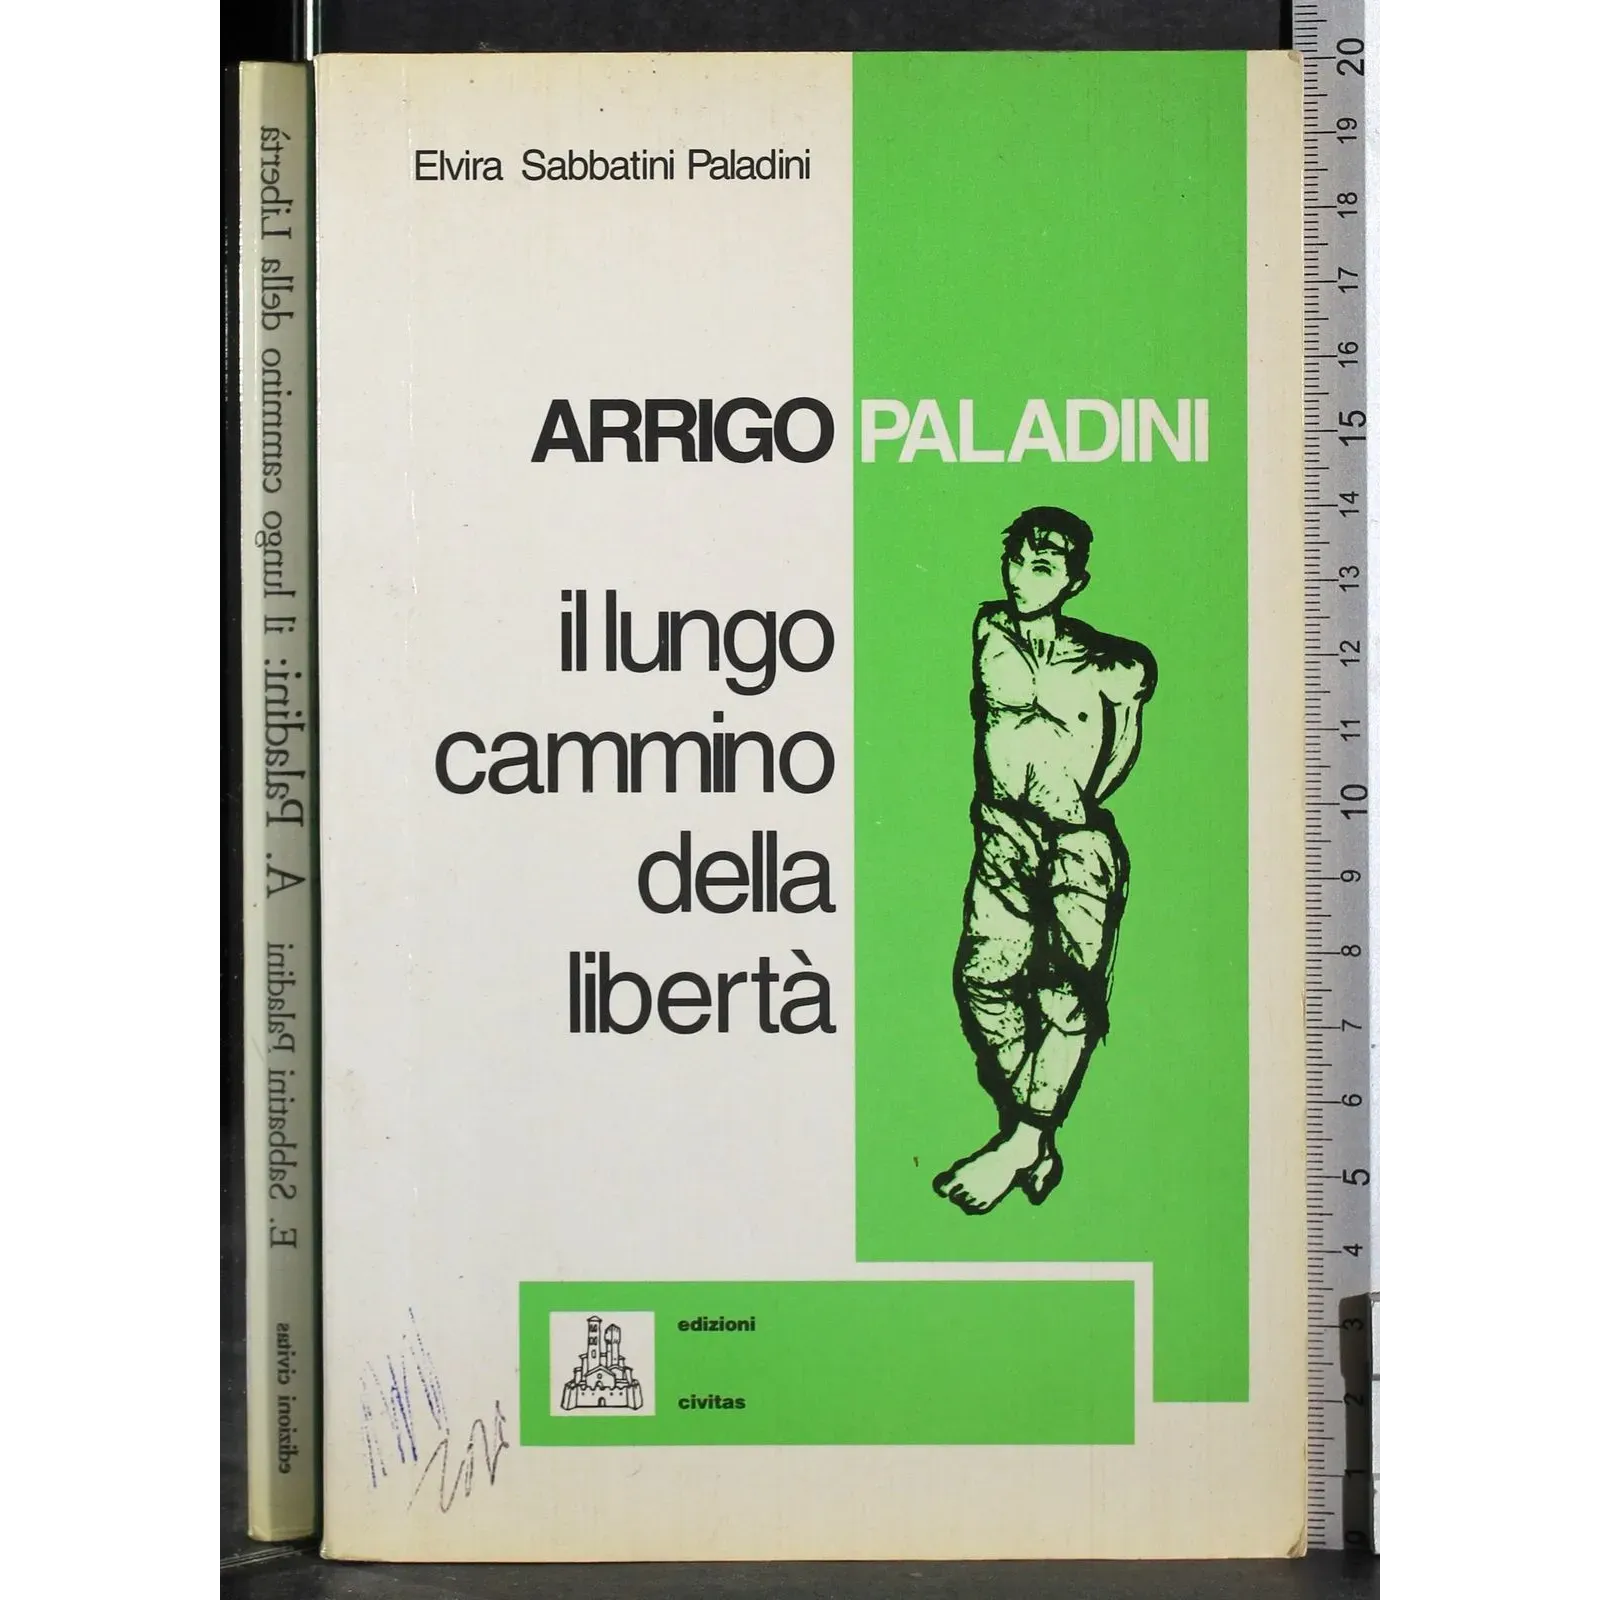 Elvira Sabbatini Paladini
ARRIGO PALADINI
il lungo
cammino
della
libertà
edizioni
civitas
E. Sabbatini Paladini A. Paladini: il lungo cammino della Libertà
edizioni civitas
20
19
18
17
16
15
14
13
12
11
10
9
8
7
6
5
4
3
2
1
0